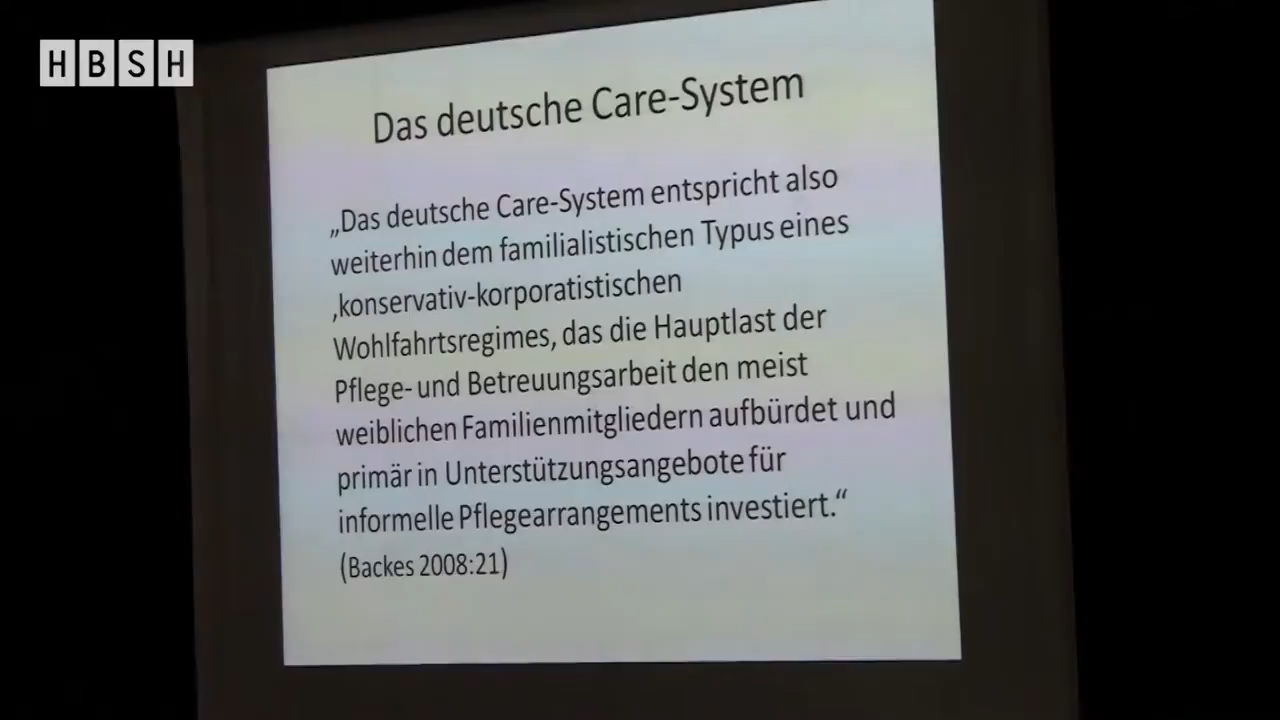 HBSH
Das deutsche Care-System
„Das deutsche Care-System entspricht also
weiterhin dem familialistischen Typus eines
‚konservativ-korporatistischen
Wohlfahrtsregimes, das die Hauptlast der
Pflege- und Betreuungsarbeit den meist
weiblichen Familienmitgliedern aufbürdet und
primär in Unterstützungsangebote für
informelle Pflegearrangements investiert.“
(Backes 2008:21)